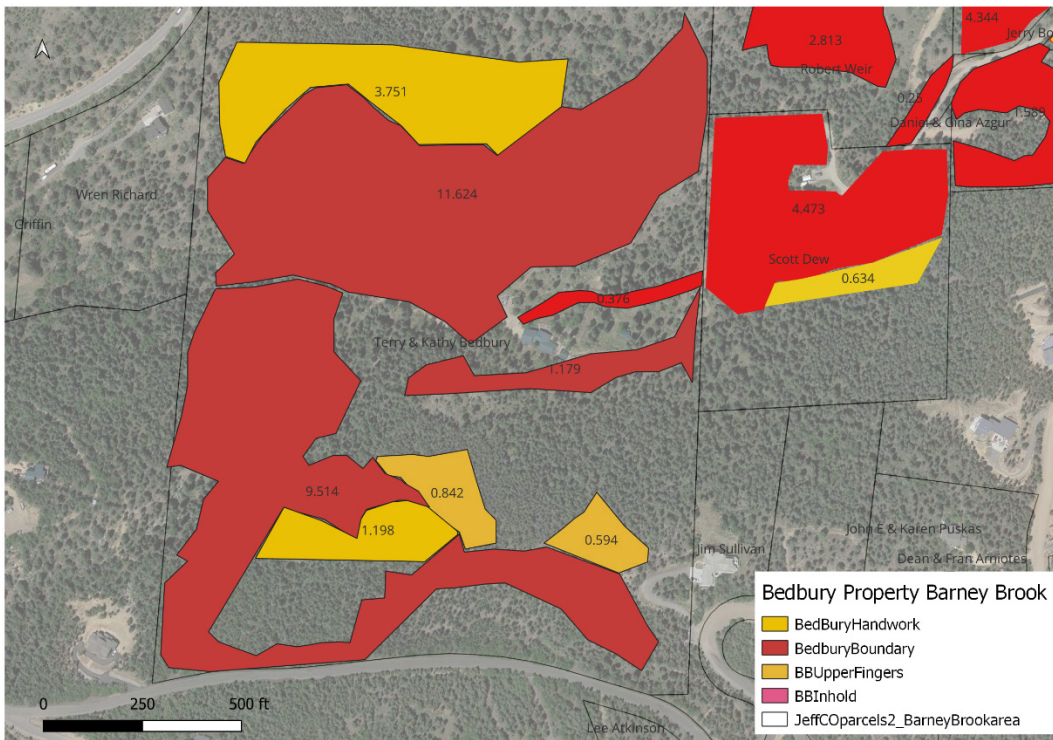 4.344
Jerry Bo
2.813
Robert Weir
3.751
0.25
1.589
Daniel & Gina Azgur
Wren Richard
11.624
4.473
Griffin
Scott Dew
0.634
0.376
Terry & Kathy Bedbury
1.179
9.514
0.842
1.198
0.594
John E & Karen Puskas
Jim Sullivan
Dean & Fran Arniotes
Bedbury Property Barney Brook
BedBuryHandwork
BedburyBoundary
BBUpperFingers
BBInhold
JeffCOparcels2_BarneyBrookarea
0 250 500 ft
Lee Atkinson